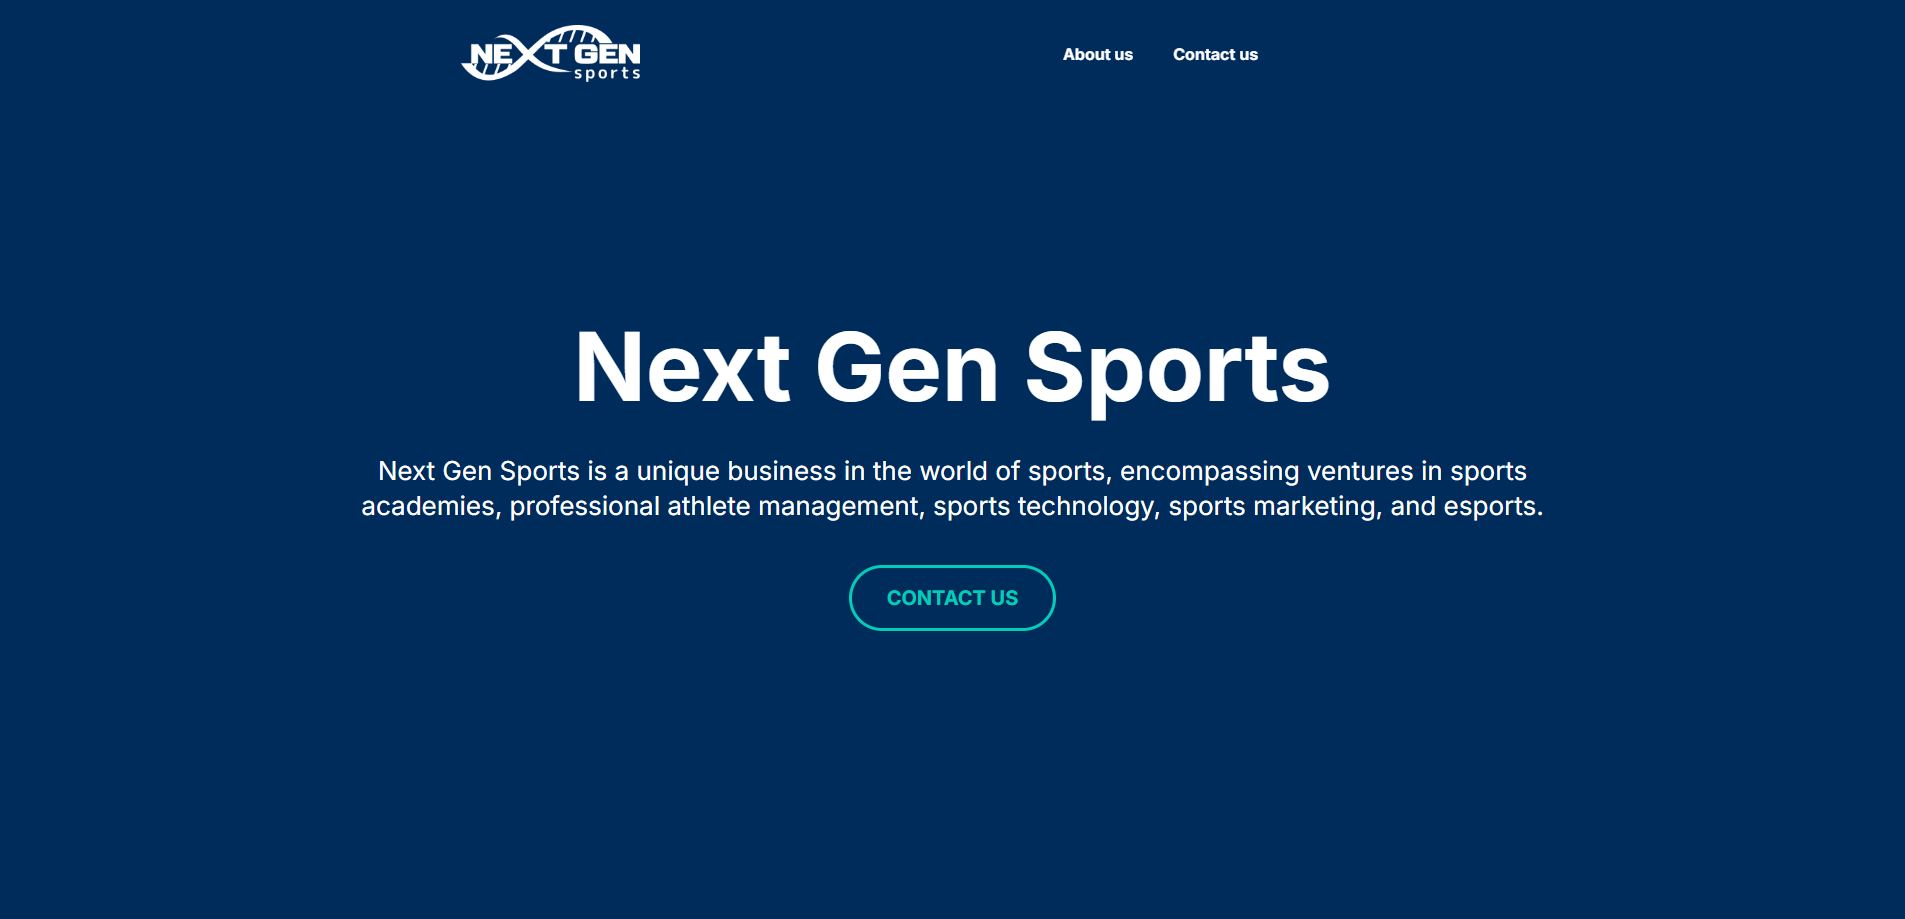 NEXT GEN
sports
About us
Contact us
Next Gen Sports
Next Gen Sports is a unique business in the world of sports, encompassing ventures in sports
academies, professional athlete management, sports technology, sports marketing, and esports.
CONTACT US